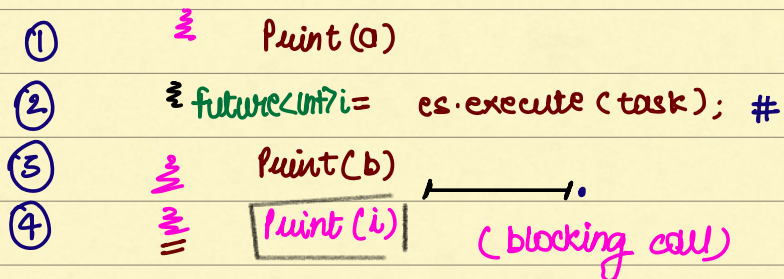 ① Print(a)
② future<int>i = es.execute(task); #
③ Print(b)
④ Print(i) (blocking call)